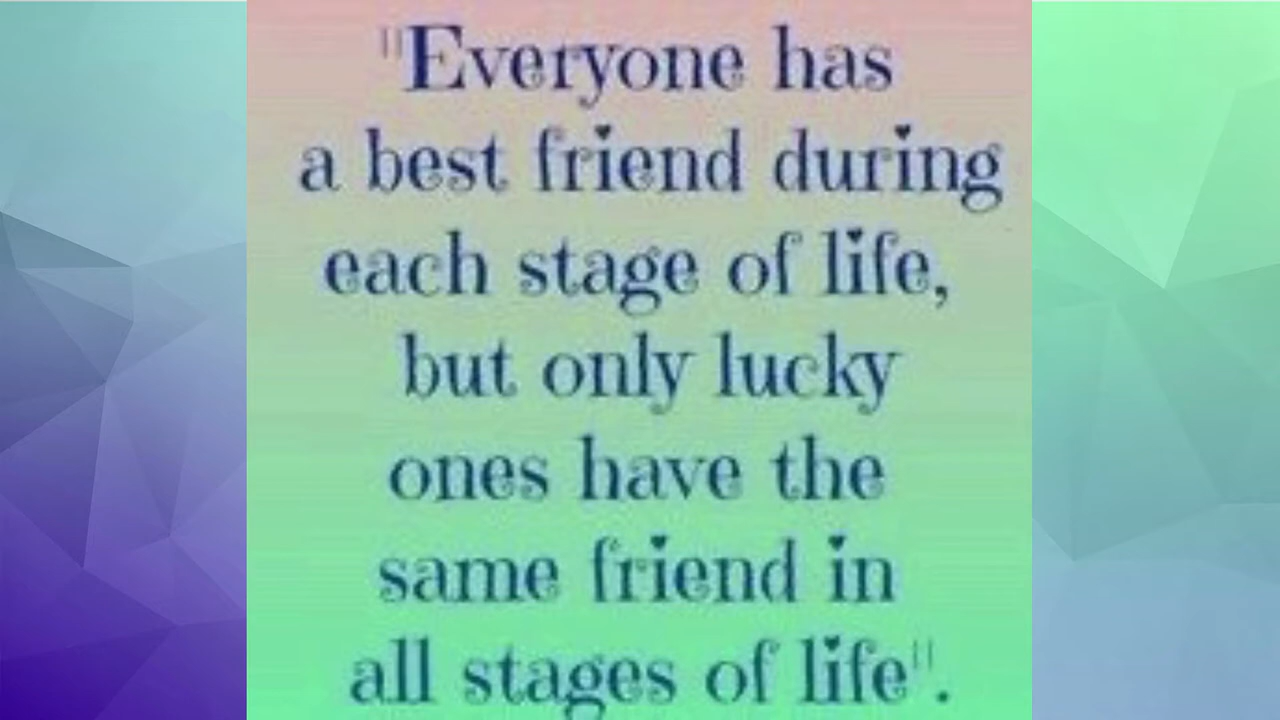 "Everyone has
a best friend during
each stage of life,
but only lucky
ones have the
same friend in
all stages of life".